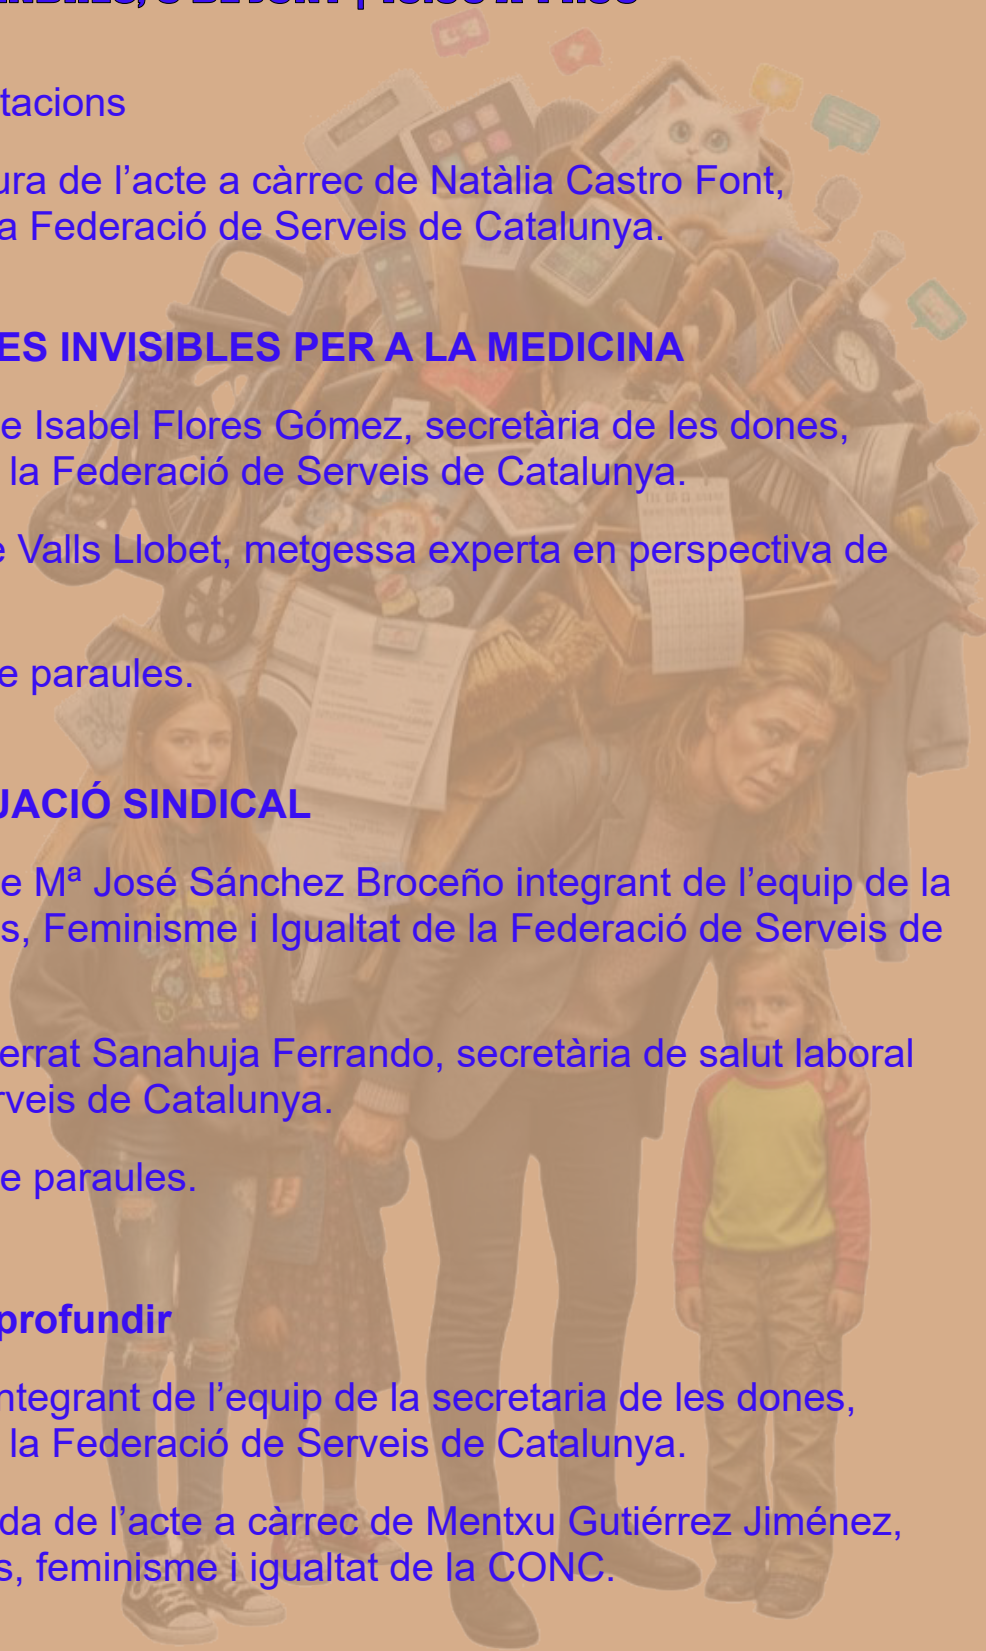 tacions
ura de l’acte a càrrec de Natàlia Castro Font,
a Federació de Serveis de Catalunya.
ES INVISIBLES PER A LA MEDICINA
e Isabel Flores Gómez, secretària de les dones,
la Federació de Serveis de Catalunya.
e Valls Llobet, metgessa experta en perspectiva de
e paraules.
UACIÓ SINDICAL
e Mª José Sánchez Broceño integrant de l’equip de la
s, Feminisme i Igualtat de la Federació de Serveis de
errat Sanahuja Ferrando, secretària de salut laboral
rveis de Catalunya.
e paraules.
profundir
ntegrant de l’equip de la secretaria de les dones,
la Federació de Serveis de Catalunya.
da de l’acte a càrrec de Mentxu Gutiérrez Jiménez,
s, feminisme i igualtat de la CONC.